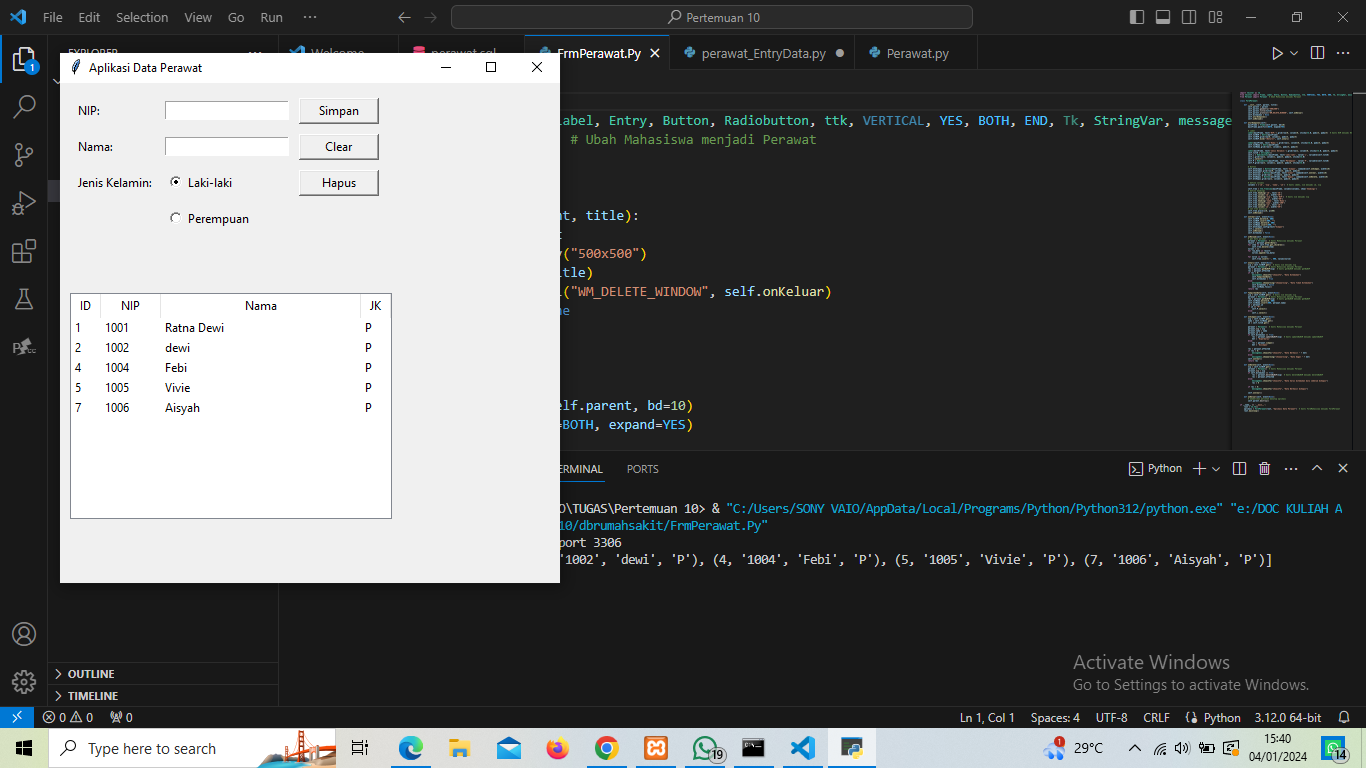 File Edit Selection View Go Run ··· Pertemuan 10
EXPLORER
1
Welcome perawat.sql FrmPerawat.Py perawat_EntryData.py Perawat.py
Aplikasi Data Perawat
NIP: Simpan
Nama: Clear
Jenis Kelamin: Laki-laki Hapus
Perempuan
ID NIP Nama JK
1 1001 Ratna Dewi P
2 1002 dewi P
4 1004 Febi P
5 1005 Vivie P
7 1006 Aisyah P
abel, Entry, Button, Radiobutton, ttk, VERTICAL, YES, BOTH, END, Tk, StringVar, message
# Ubah Mahasiswa menjadi Perawat
nt, title):
t
y("500x500")
itle)
l("WM_DELETE_WINDOW", self.onKeluar)
ne
elf.parent, bd=10)
=BOTH, expand=YES)
ERMINAL PORTS Python
O\TUGAS\Pertemuan 10> & "C:/Users/SONY VAIO/AppData/Local/Programs/Python/Python312/python.exe" "e:/DOC KULIAH A
10/dbrumahsakit/FrmPerawat.Py"
port 3306
'1002', 'dewi', 'P'), (4, '1004', 'Febi', 'P'), (5, '1005', 'Vivie', 'P'), (7, '1006', 'Aisyah', 'P')]
OUTLINE
TIMELINE
Activate Windows
Go to Settings to activate Windows.
0 0 0 Ln 1, Col 1 Spaces: 4 UTF-8 CRLF Python 3.12.0 64-bit
Type here to search 19 1 29°C 15:40
04/01/2024 14